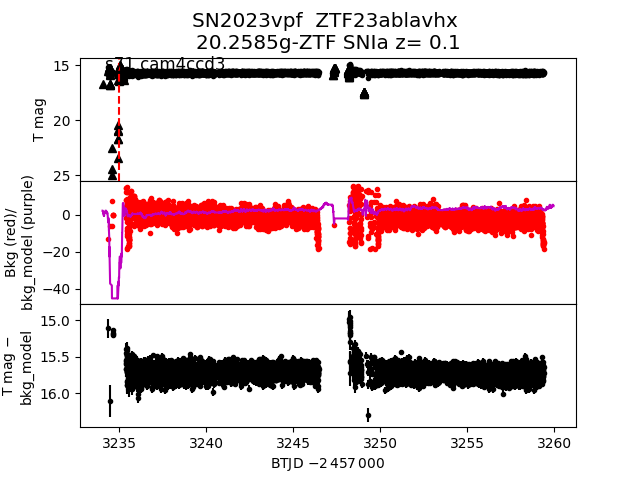 SN2023vpf ZTF23ablavhx
20.2585g-ZTF SNIa z= 0.1
s71 cam4ccd3
T mag
15
20
25
Bkg (red)/
bkg_model (purple)
0
−20
−40
T mag −
bkg_model
15.0
15.5
16.0
3235 3240 3245 3250 3255 3260
BTJD −2 457 000